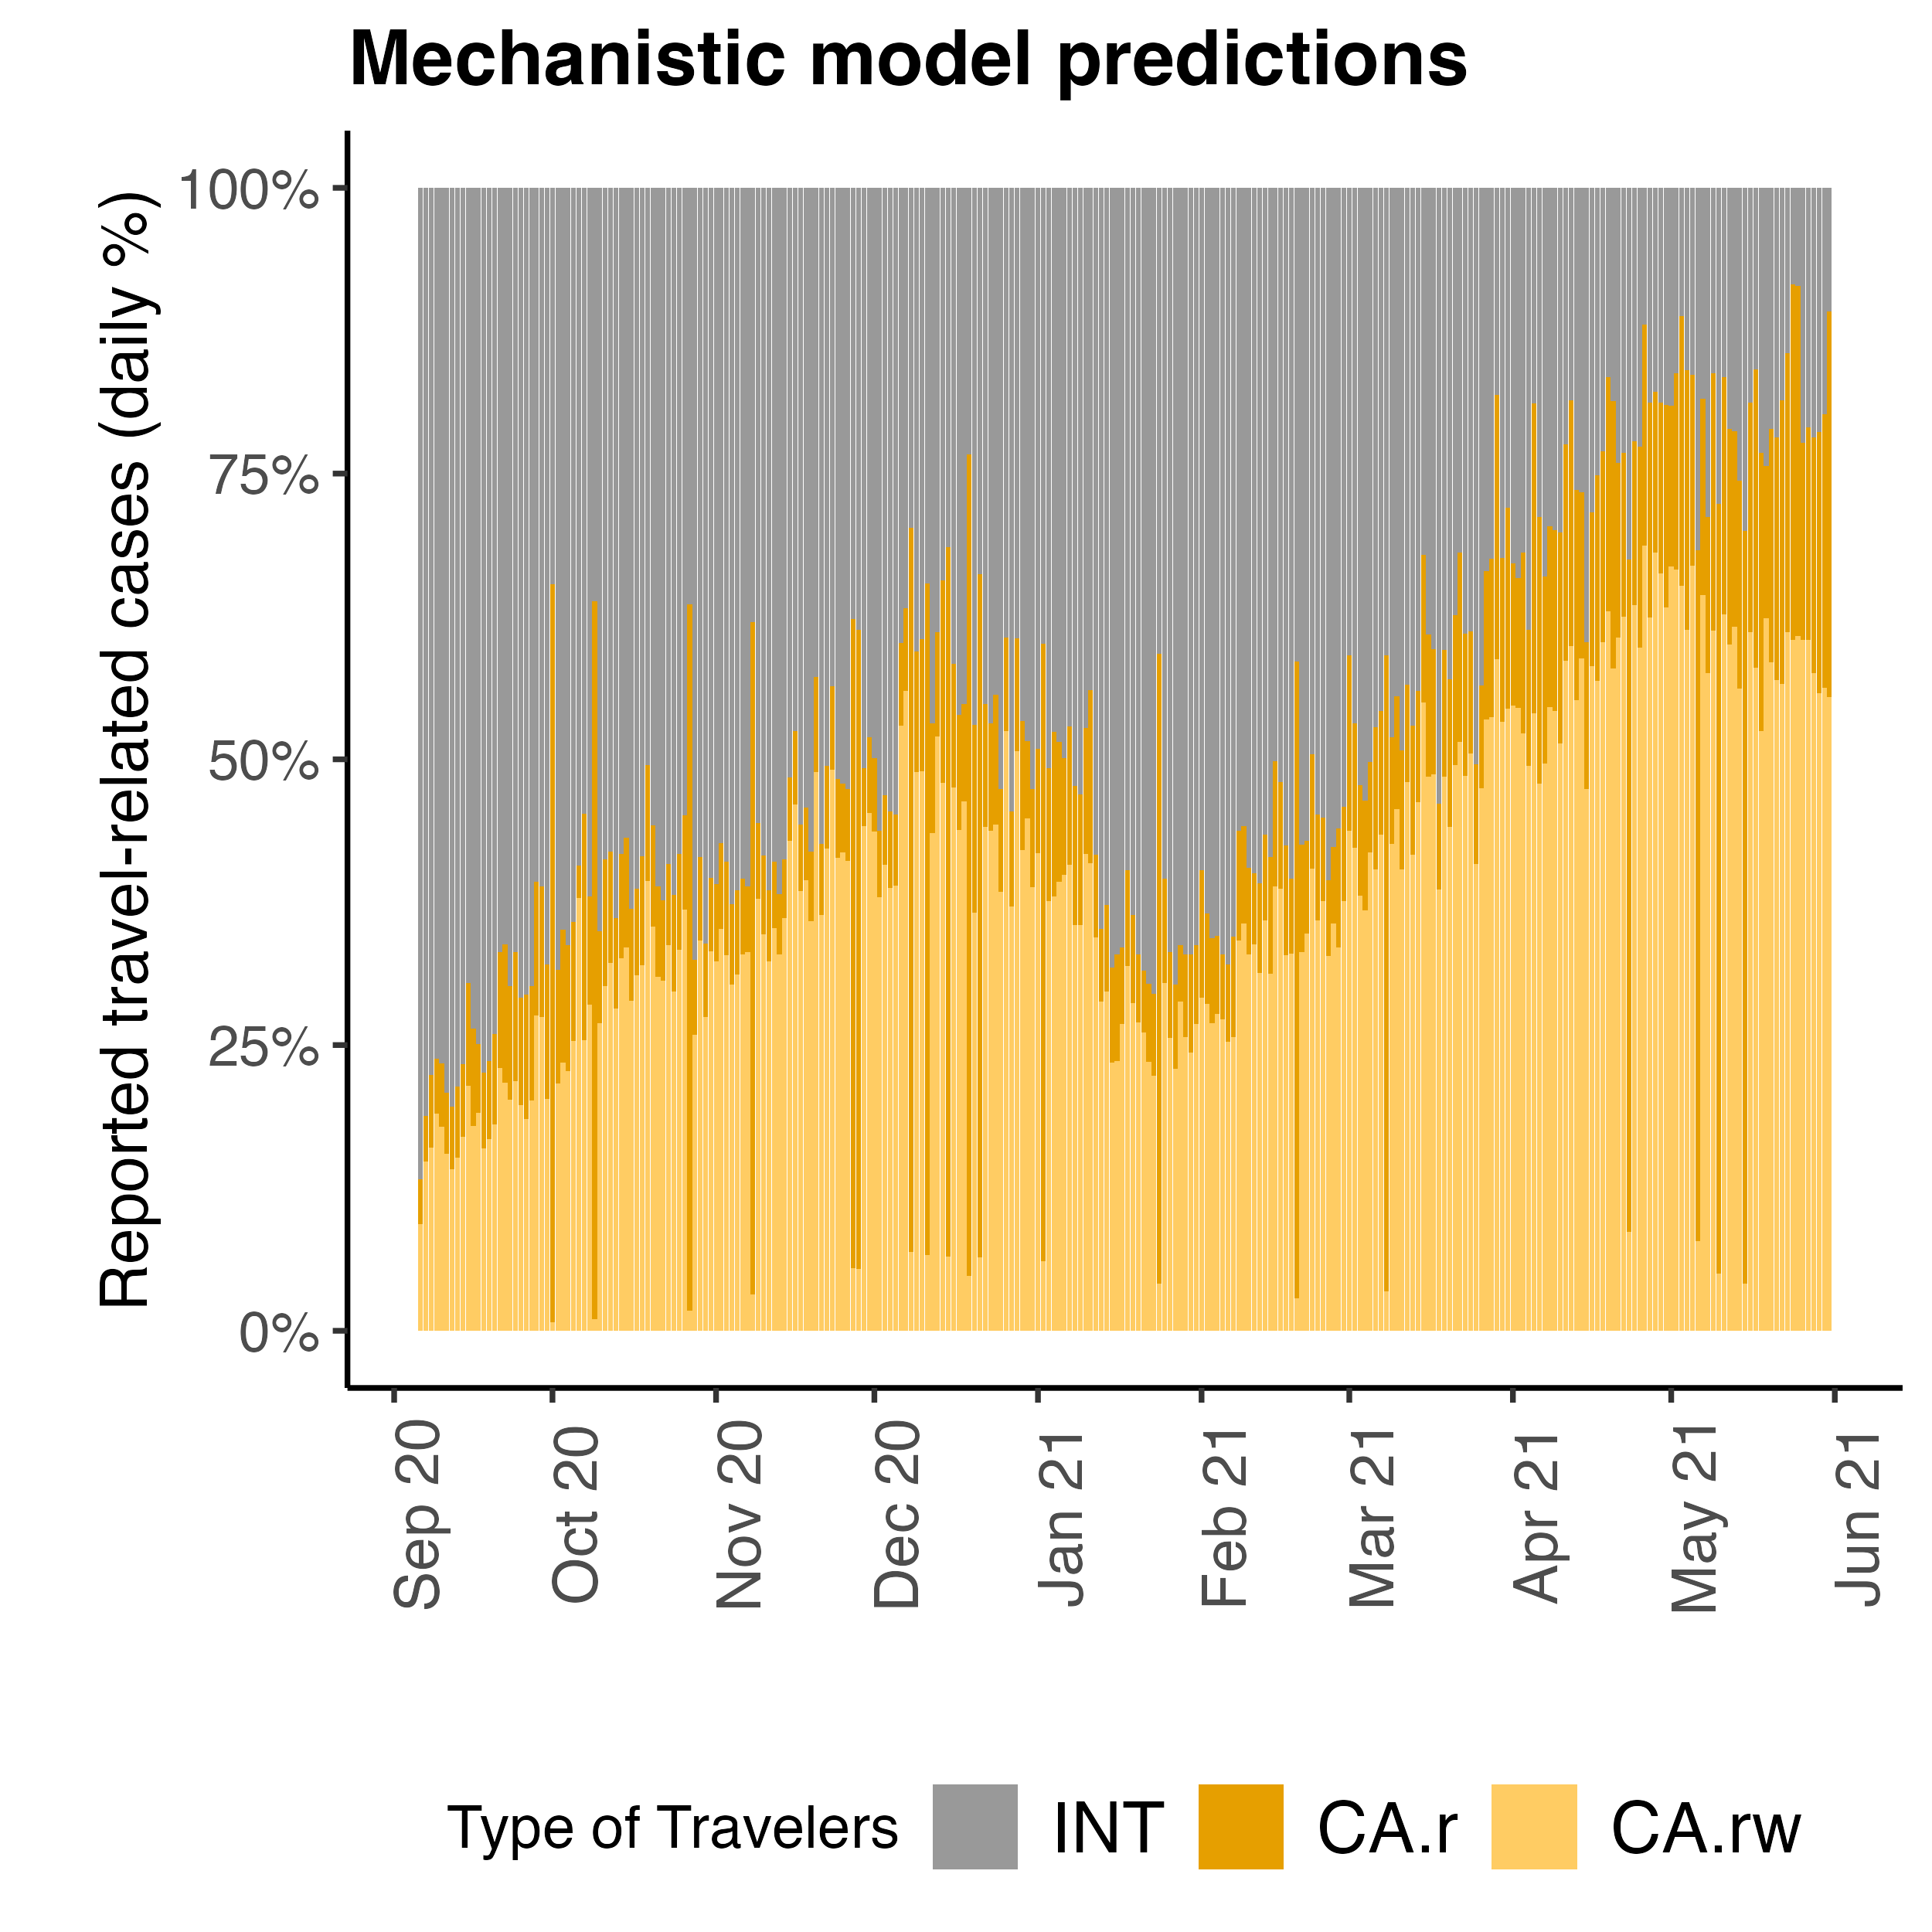 Mechanistic model predictions
Reported travel-related cases (daily %)
100%
75%
50%
25%
0%
Sep 20
Oct 20
Nov 20
Dec 20
Jan 21
Feb 21
Mar 21
Apr 21
May 21
Jun 21
Type of Travelers INT CA.r CA.rw